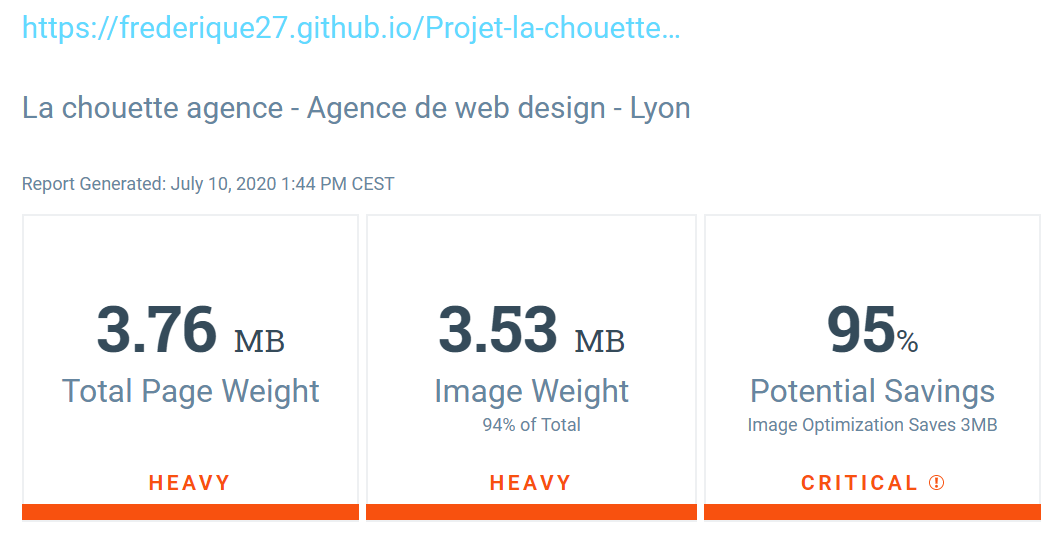 https://frederique27.github.io/Projet-la-chouette...
La chouette agence - Agence de web design - Lyon
Report Generated: July 10, 2020 1:44 PM CEST
3.76 MB
Total Page Weight
HEAVY
3.53 MB
Image Weight
94% of Total
HEAVY
95%
Potential Savings
Image Optimization Saves 3MB
CRITICAL